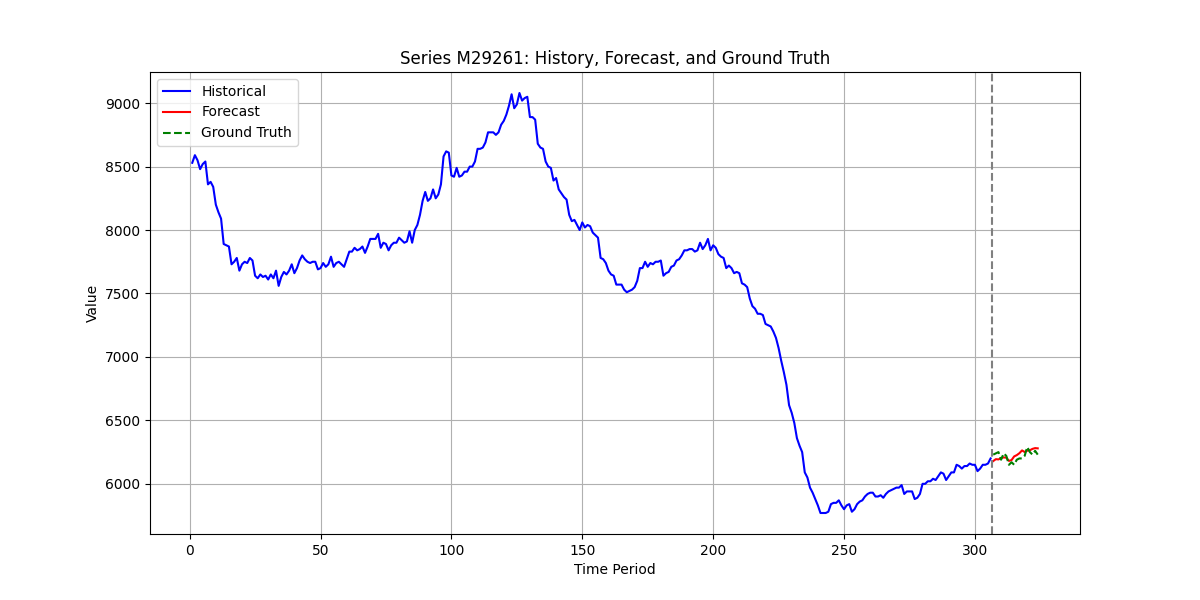 Series M29261: History, Forecast, and Ground Truth
Historical
Forecast
Ground Truth
9000
8500
8000
7500
7000
6500
6000
Value
0 50 100 150 200 250 300
Time Period